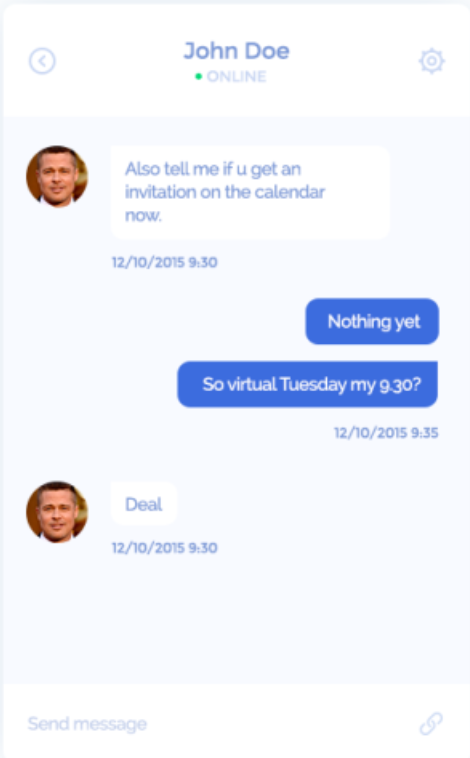 John Doe
ONLINE
Also tell me if u get an
invitation on the calendar
now.
12/10/2015 9:30
Nothing yet
So virtual Tuesday my 9.30?
12/10/2015 9:35
Deal
12/10/2015 9:30
Send message